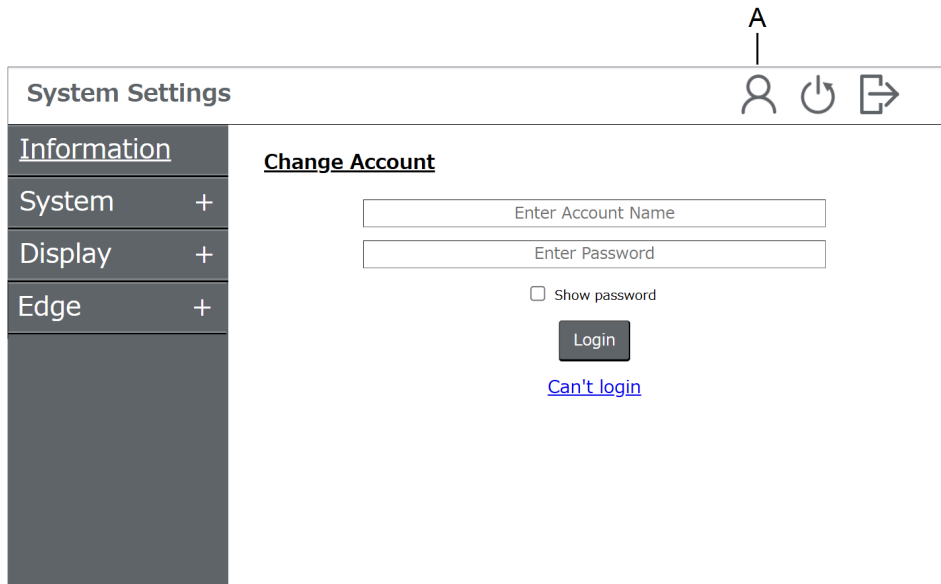 A
System Settings
Information
Change Account
System +
Enter Account Name
Display +
Enter Password
Edge +
Show password
Login
Can't login